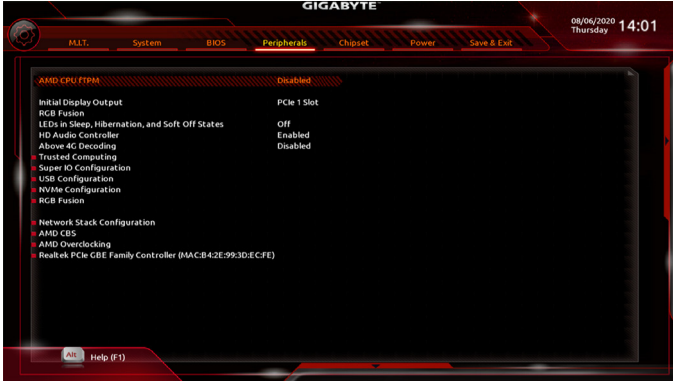 GIGABYTE
08/06/2020 14:01
Thursday
M.I.T. System BIOS Peripherals Chipset Power Save & Exit
AMD CPU fTPM Disabled
Initial Display Output PCIe 1 Slot
RGB Fusion
LEDs in Sleep, Hibernation, and Soft Off States Off
HD Audio Controller Enabled
Above 4G Decoding Disabled
Trusted Computing
Super IO Configuration
USB Configuration
NVMe Configuration
RGB Fusion
Network Stack Configuration
AMD CBS
AMD Overclocking
Realtek PCIe GBE Family Controller (MAC:B4:2E:99:3D:EC:FE)
Alt Help (F1)